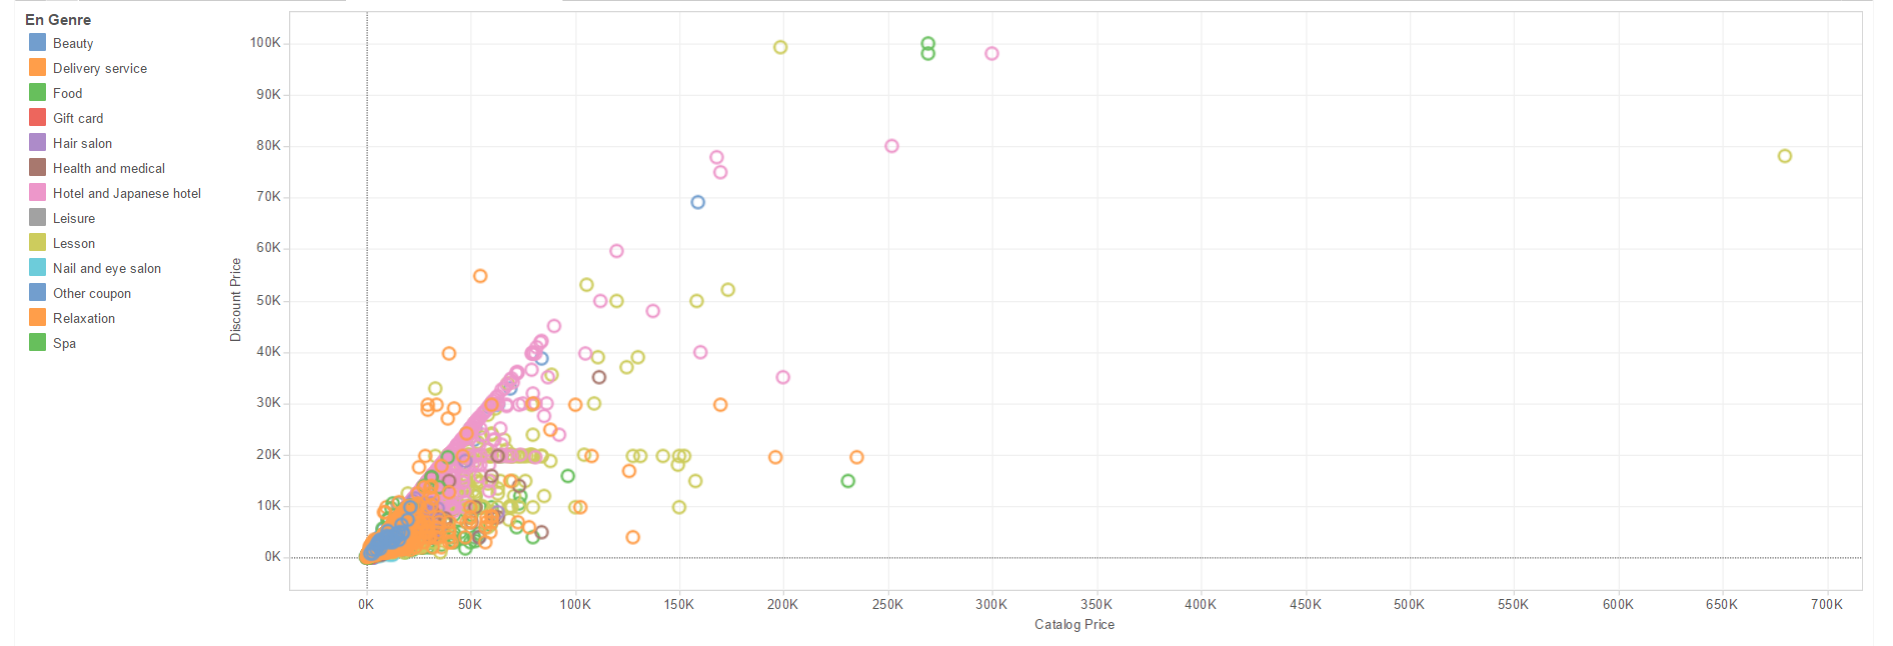 En Genre
Beauty
Delivery service
Food
Gift card
Hair salon
Health and medical
Hotel and Japanese hotel
Leisure
Lesson
Nail and eye salon
Other coupon
Relaxation
Spa
Discount Price
100K
90K
80K
70K
60K
50K
40K
30K
20K
10K
0K
0K 50K 100K 150K 200K 250K 300K 350K 400K 450K 500K 550K 600K 650K 700K
Catalog Price